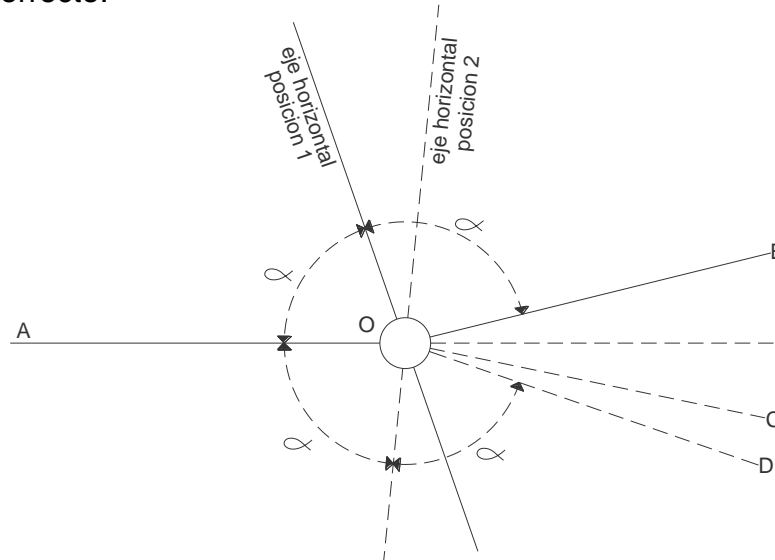 eje horizontal
posicion 1
eje horizontal
posicion 2
α
α
A
O
α
α
D